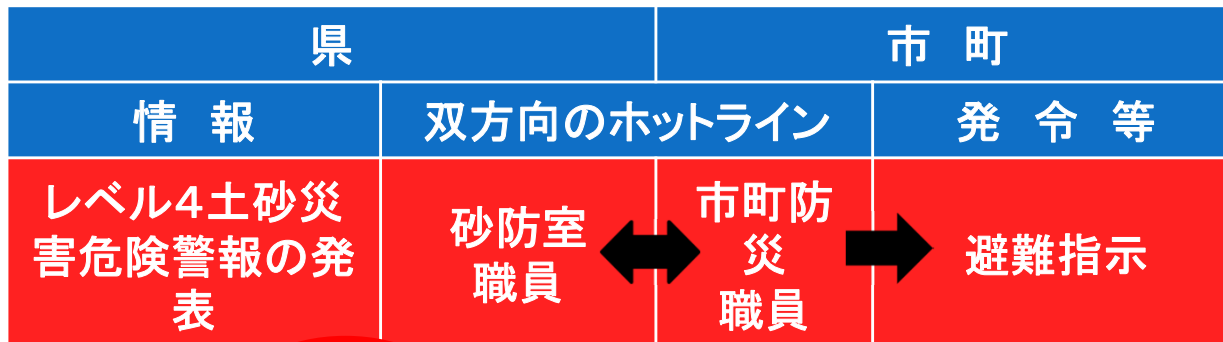 県
市　町
情　報
双方向のホットライン
発　令　等
レベル４土砂災
害危険警報の発
表
砂防室
職員
市町防
災
職員
避難指示